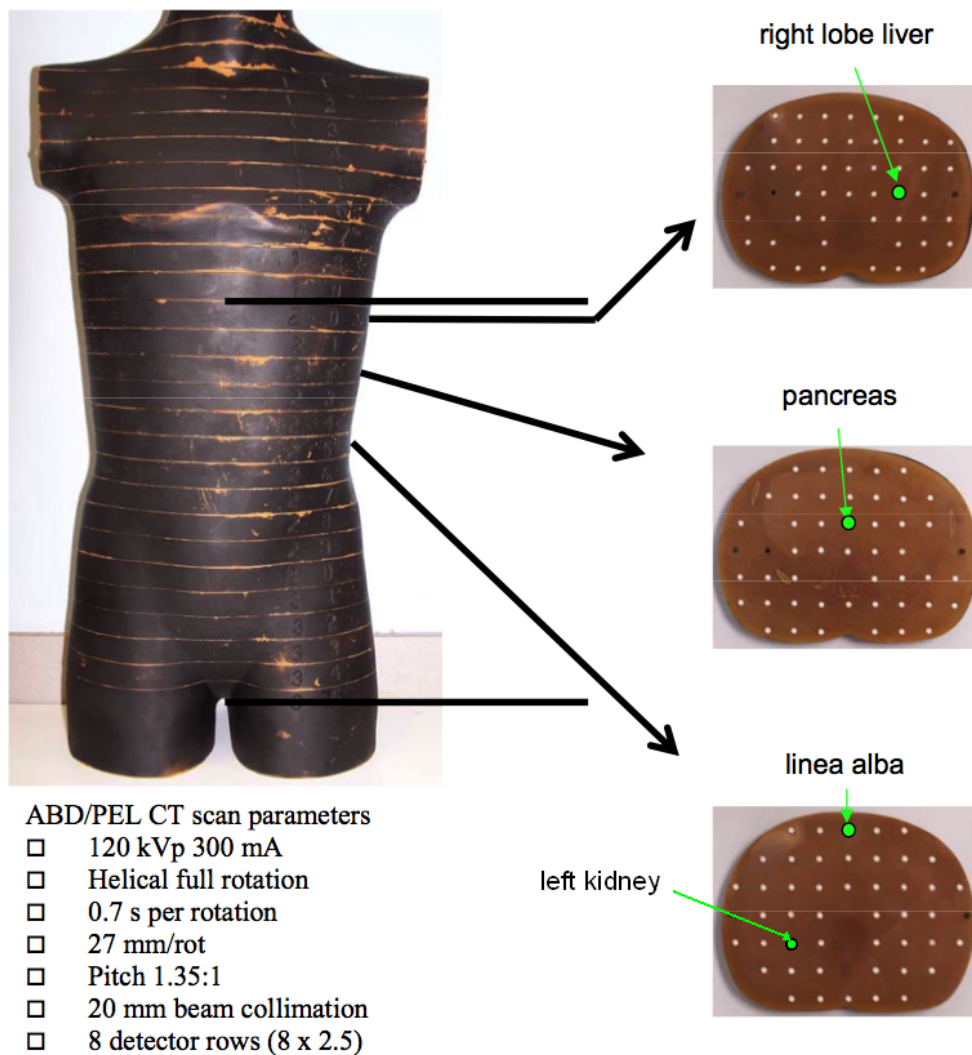 right lobe liver
pancreas
linea alba
left kidney
ABD/PEL CT scan parameters
120 kVp 300 mA
Helical full rotation
0.7 s per rotation
27 mm/rot
Pitch 1.35:1
20 mm beam collimation
8 detector rows (8 x 2.5)